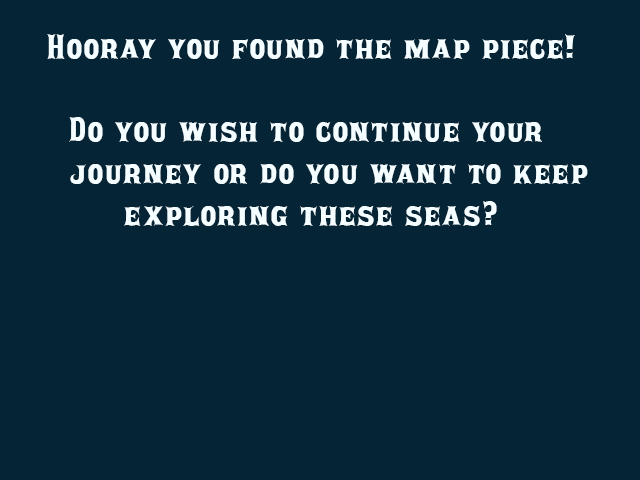 Hooray you found the map piece!
Do you wish to continue your
journey or do you want to keep
exploring these seas?